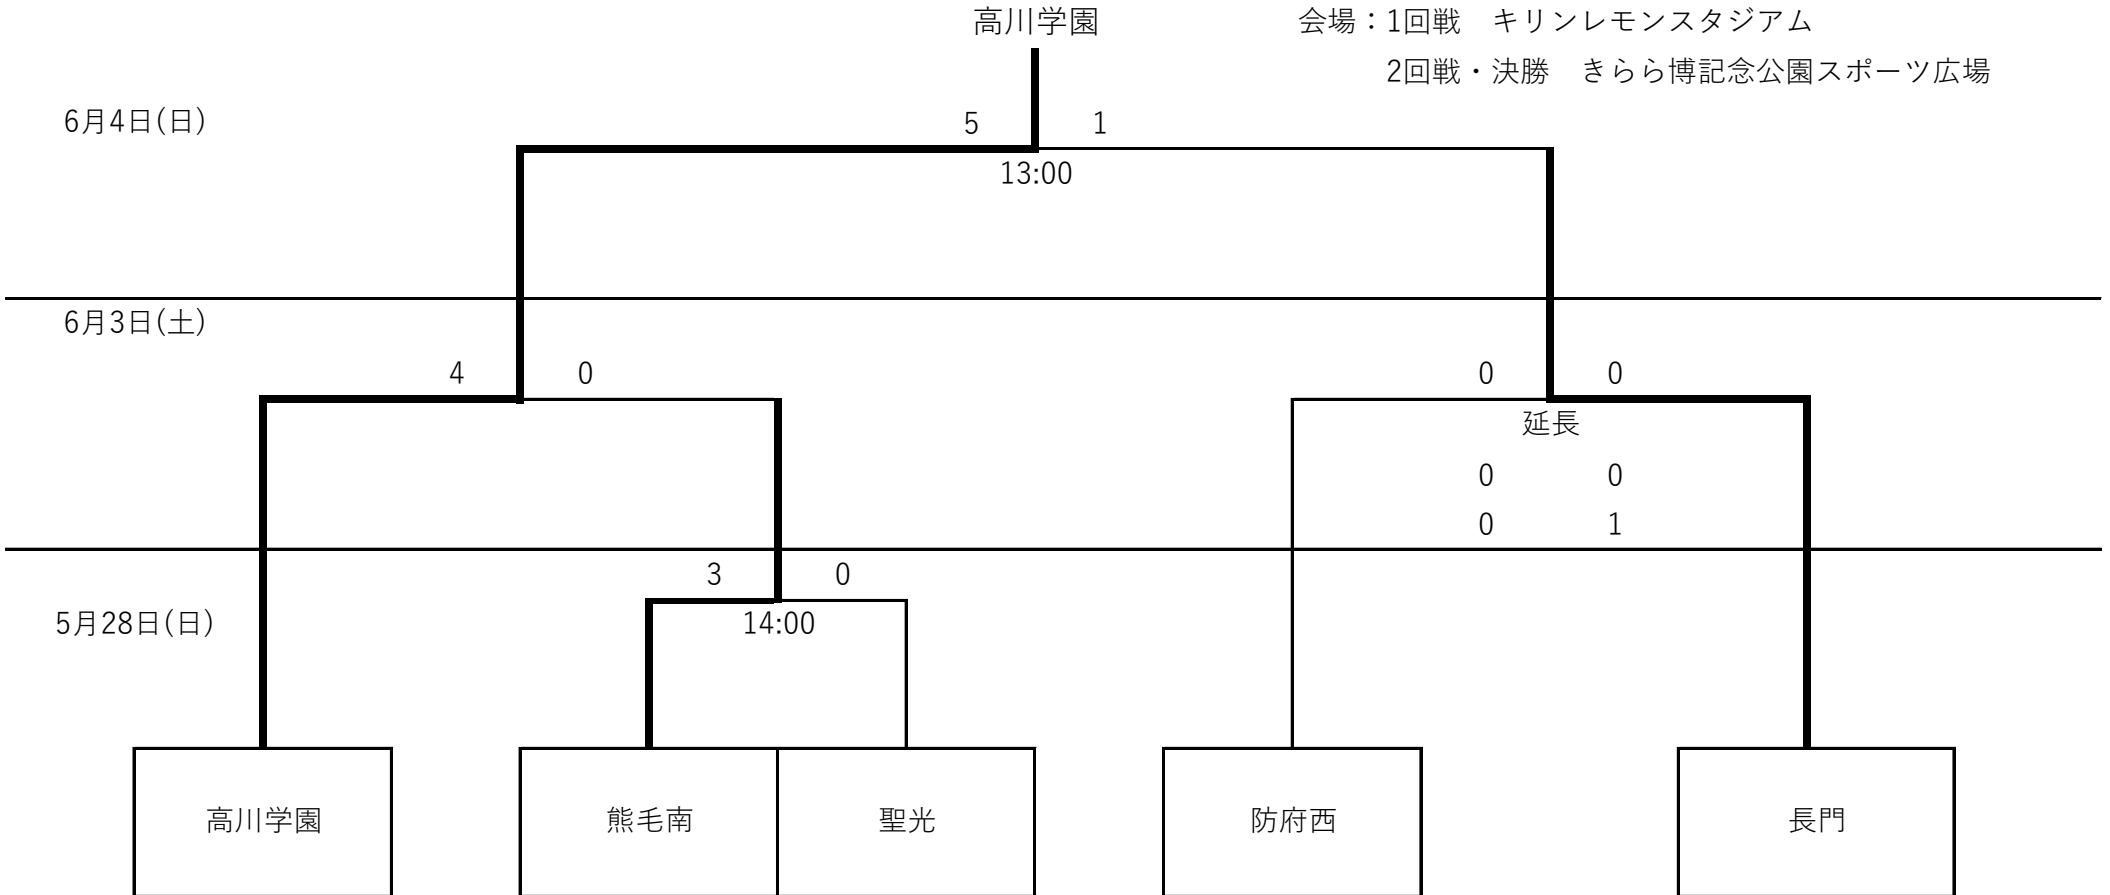 高川学園
会場：1回戦　キリンレモンスタジアム
2回戦・決勝　きらら博記念公園スポーツ広場
6月4日(日)
5 1
13:00
6月3日(土)
4 0 0 0
延長
0 0
0 1
3 0
5月28日(日)
14:00
高川学園 熊毛南 聖光 防府西 長門